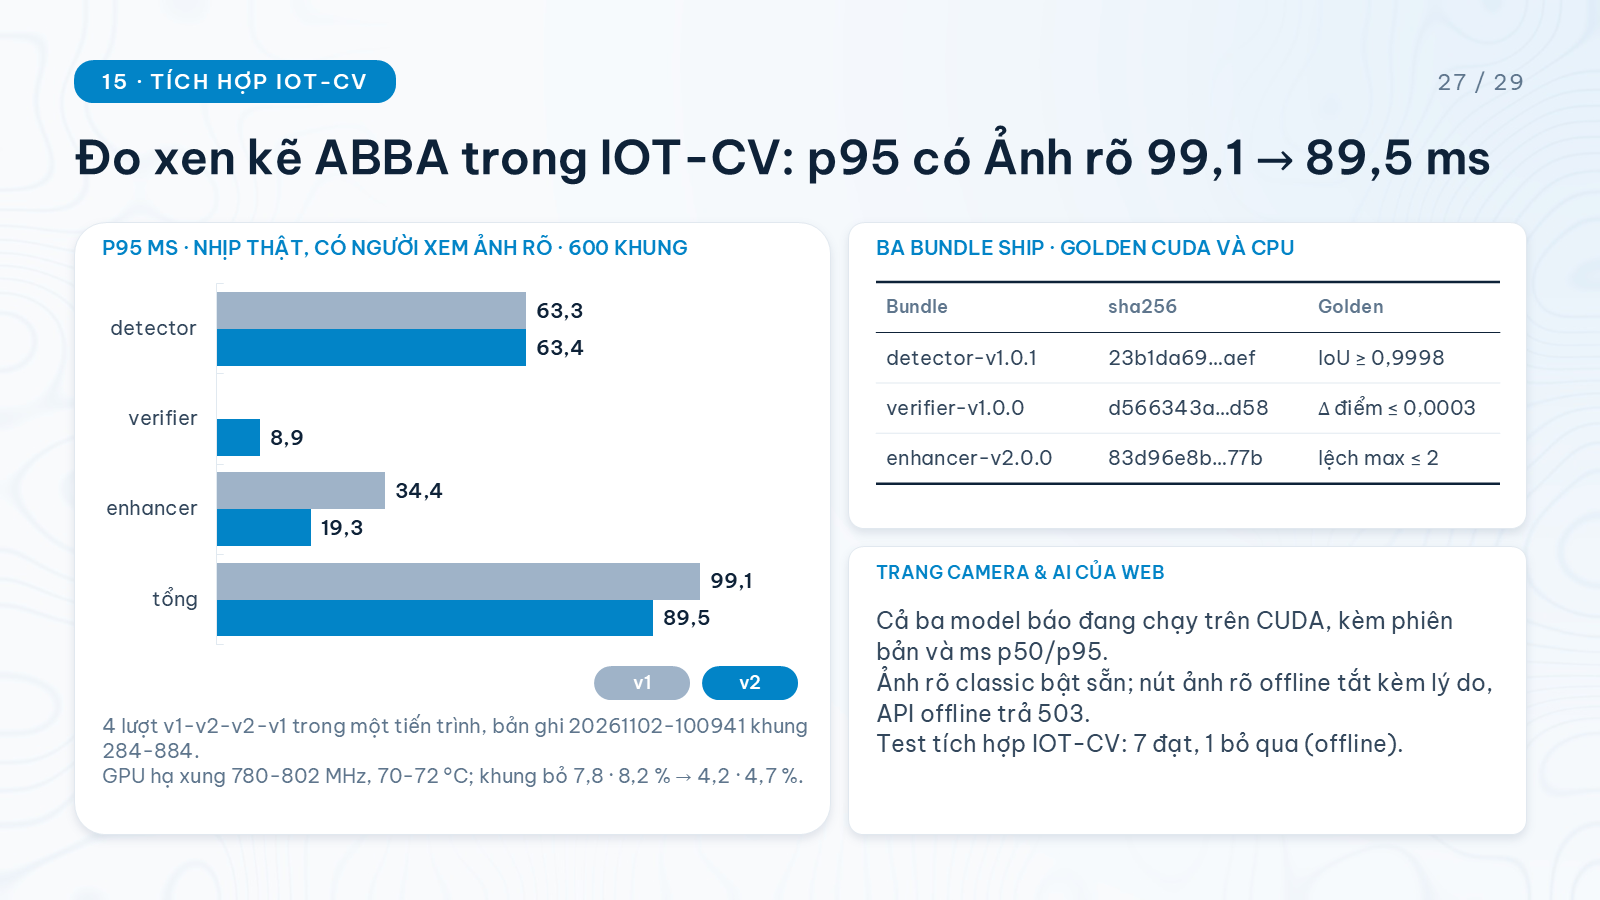 15 · TÍCH HỢP IOT-CV
27 / 29
Đo xen kẽ ABBA trong IOT-CV: p95 có Ảnh rõ 99,1 → 89,5 ms
P95 MS · NHỊP THẬT, CÓ NGƯỜI XEM ẢNH RÕ · 600 KHUNG
detector
63,3
63,4
verifier
8,9
enhancer
34,4
19,3
tổng
99,1
89,5
v1
v2
4 lượt v1-v2-v2-v1 trong một tiến trình, bản ghi 20261102-100941 khung
284-884.
GPU hạ xung 780-802 MHz, 70-72 °C; khung bỏ 7,8 · 8,2 % → 4,2 · 4,7 %.
BA BUNDLE SHIP · GOLDEN CUDA VÀ CPU
Bundle sha256 Golden
detector-v1.0.1 23b1da69…aef IoU ≥ 0,9998
verifier-v1.0.0 d566343a…d58 Δ điểm ≤ 0,0003
enhancer-v2.0.0 83d96e8b…77b lệch max ≤ 2
TRANG CAMERA & AI CỦA WEB
Cả ba model báo đang chạy trên CUDA, kèm phiên
bản và ms p50/p95.
Ảnh rõ classic bật sẵn; nút ảnh rõ offline tắt kèm lý do,
API offline trả 503.
Test tích hợp IOT-CV: 7 đạt, 1 bỏ qua (offline).